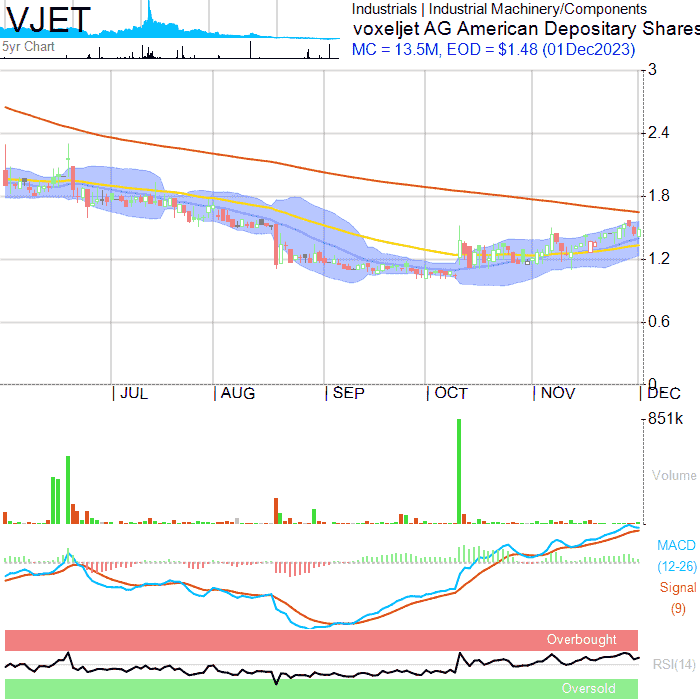 VJET
5yr Chart
Industrials | Industrial Machinery/Components
voxeljet AG American Depositary Shares
MC = 13.5M, EOD = $1.48 (01Dec2023)
3
2.4
1.8
1.2
0.6
0
JUL AUG SEP OCT NOV DEC
851k
Volume
MACD
(12-26)
Signal
(9)
Overbought
RSI(14)
Oversold